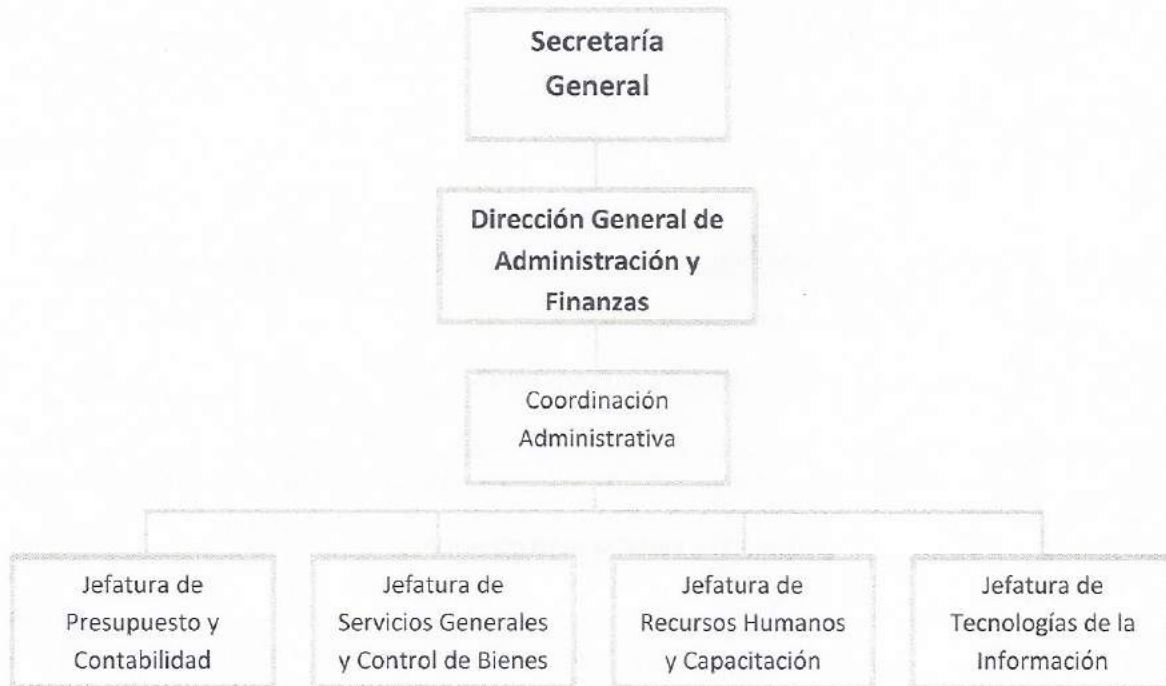 Secretaría
General
Dirección General de
Administración y
Finanzas
Coordinación
Administrativa
Jefatura de
Presupuesto y
Contabilidad
Jefatura de
Servicios Generales
y Control de Bienes
Jefatura de
Recursos Humanos
y Capacitación
Jefatura de
Tecnologías de la
Información